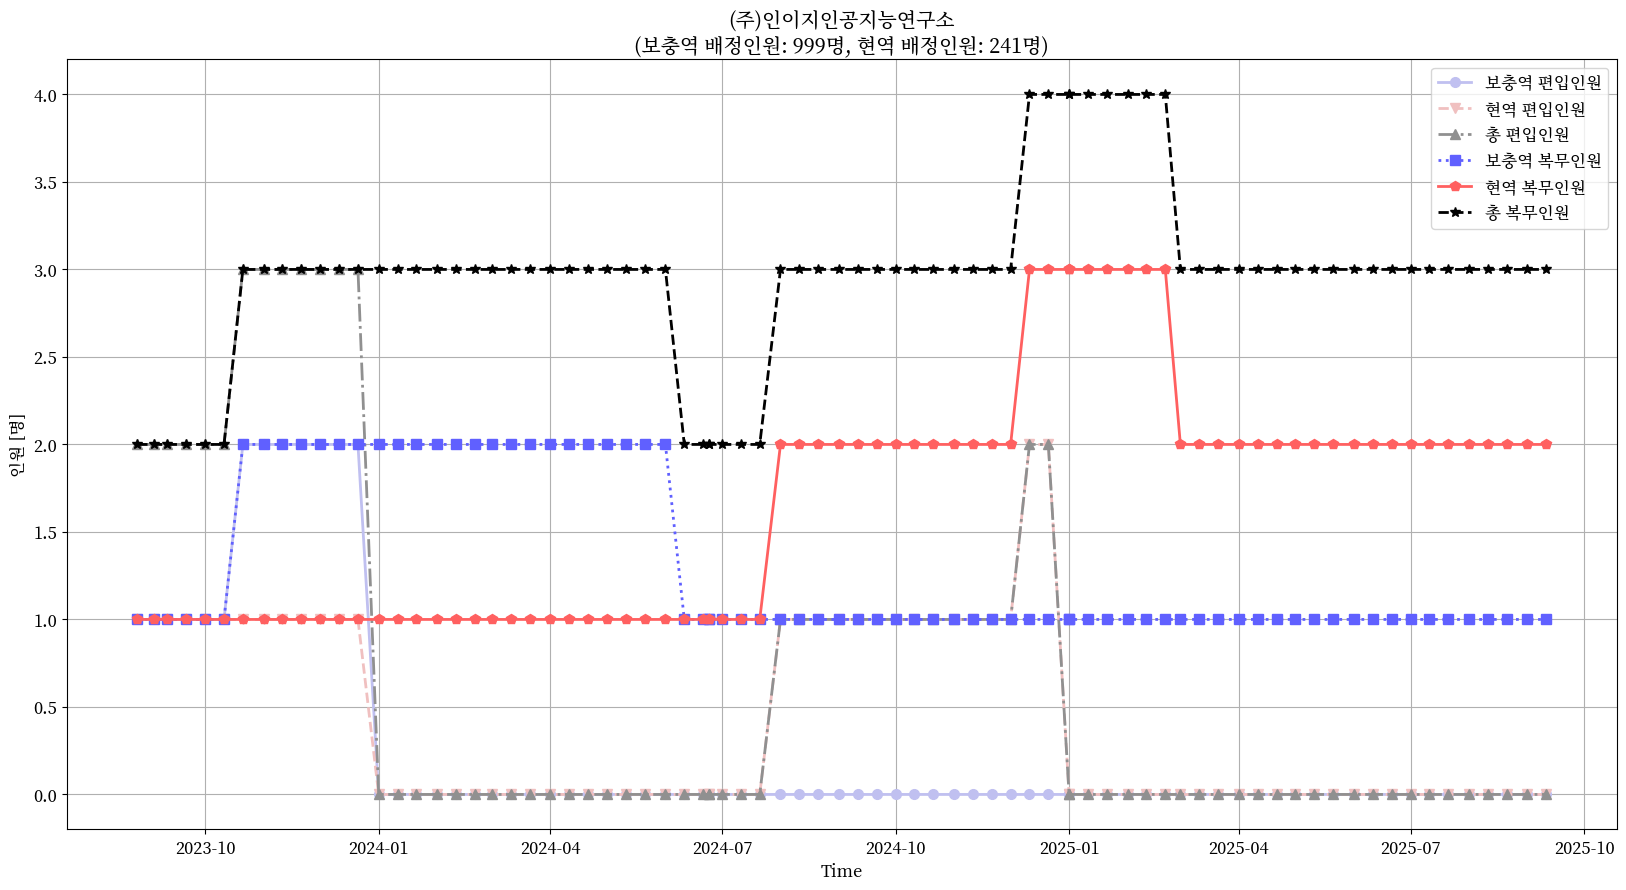 (주)인이지인공지능연구소
(보충역 배정인원: 999명, 현역 배정인원: 241명)
보충역 편입인원
현역 편입인원
총 편입인원
보충역 복무인원
현역 복무인원
총 복무인원
4.0
3.5
3.0
2.5
2.0
1.5
1.0
0.5
0.0
인원 [명]
2023-10 2024-01 2024-04 2024-07 2024-10 2025-01 2025-04 2025-07 2025-10
Time